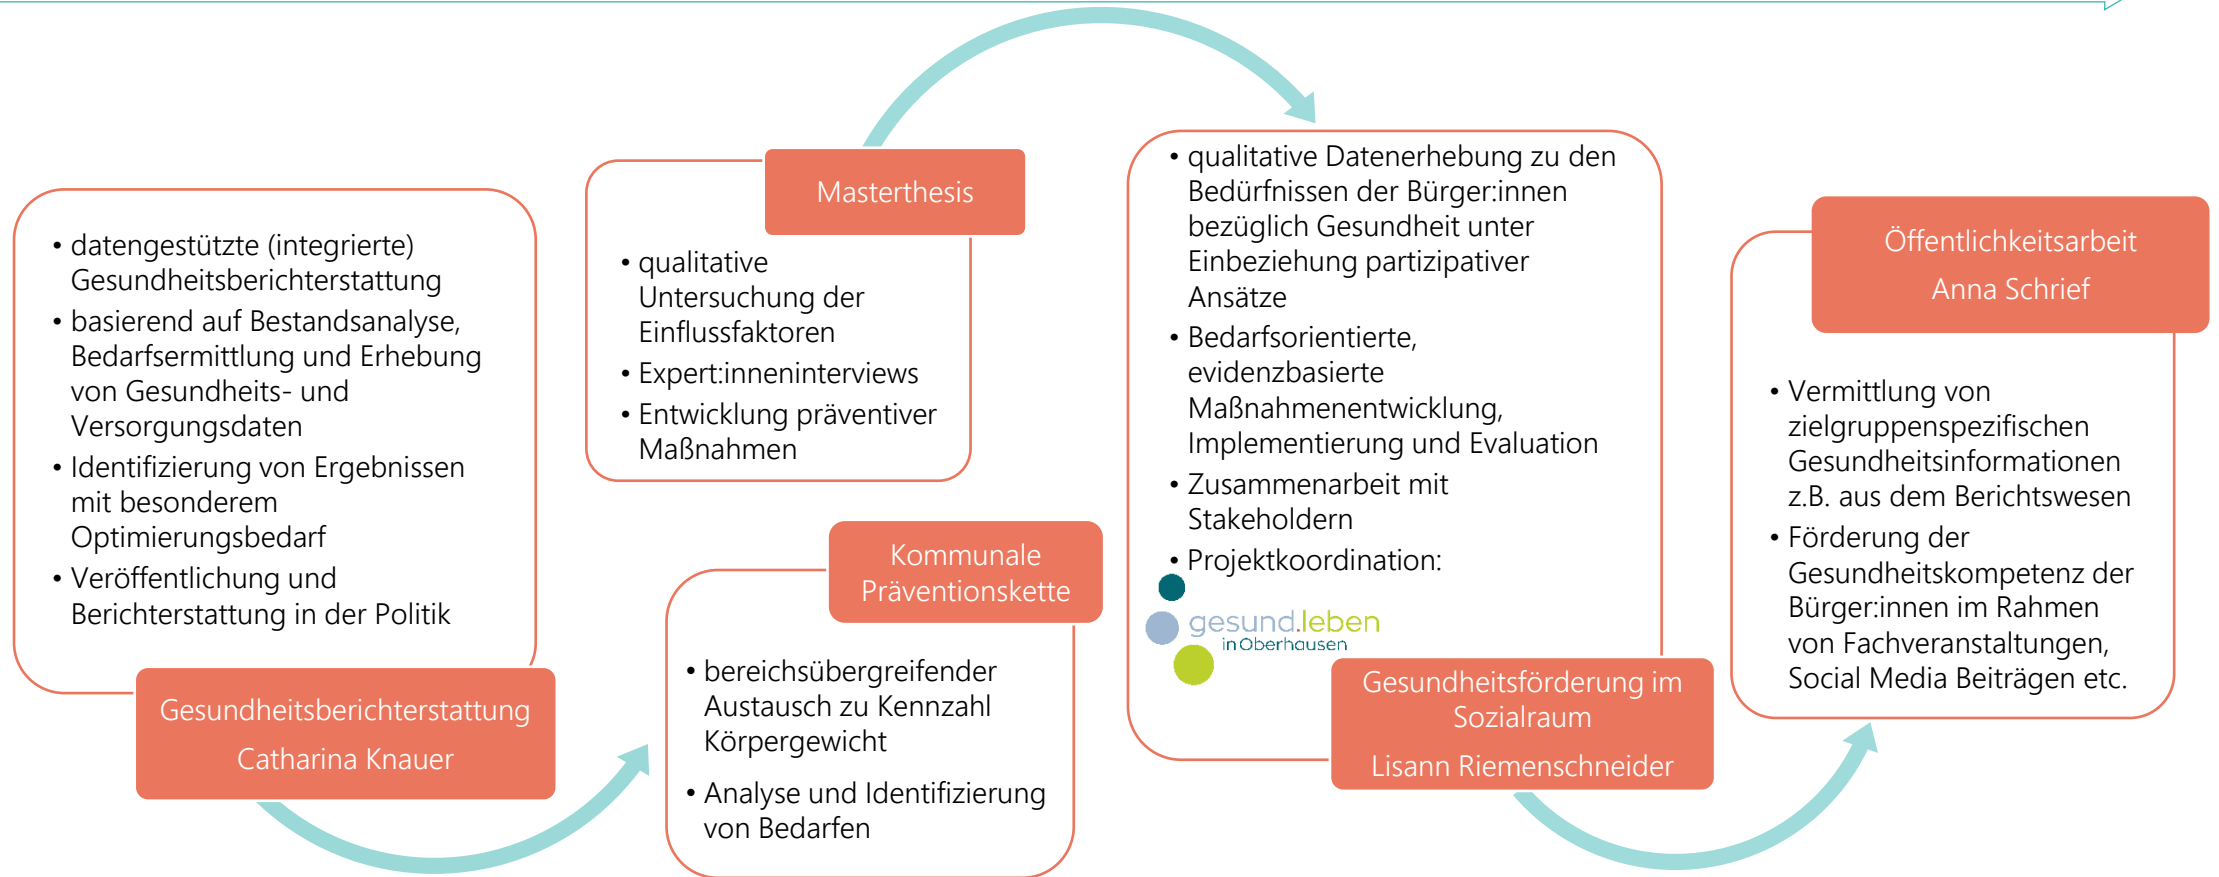 • datengestützte (integrierte)
Gesundheitsberichterstattung
• basierend auf Bestandsanalyse,
Bedarfsermittlung und Erhebung
von Gesundheits- und
Versorgungsdaten
• Identifizierung von Ergebnissen
mit besonderem
Optimierungsbedarf
• Veröffentlichung und
Berichterstattung in der Politik
Gesundheitsberichterstattung
Catharina Knauer
Masterthesis
• qualitative
Untersuchung der
Einflussfaktoren
• Expert:inneninterviews
• Entwicklung präventiver
Maßnahmen
Kommunale
Präventionskette
• bereichsübergreifender
Austausch zu Kennzahl
Körpergewicht
• Analyse und Identifizierung
von Bedarfen
• qualitative Datenerhebung zu den
Bedürfnissen der Bürger:innen
bezüglich Gesundheit unter
Einbeziehung partizipativer
Ansätze
• Bedarfsorientierte,
evidenzbasierte
Maßnahmenentwicklung,
Implementierung und Evaluation
• Zusammenarbeit mit
Stakeholdern
• Projektkoordination:
gesund.leben
in Oberhausen
Gesundheitsförderung im
Sozialraum
Lisann Riemenschneider
Öffentlichkeitsarbeit
Anna Schrief
• Vermittlung von
zielgruppenspezifischen
Gesundheitsinformationen
z.B. aus dem Berichtswesen
• Förderung der
Gesundheitskompetenz der
Bürger:innen im Rahmen
von Fachveranstaltungen,
Social Media Beiträgen etc.